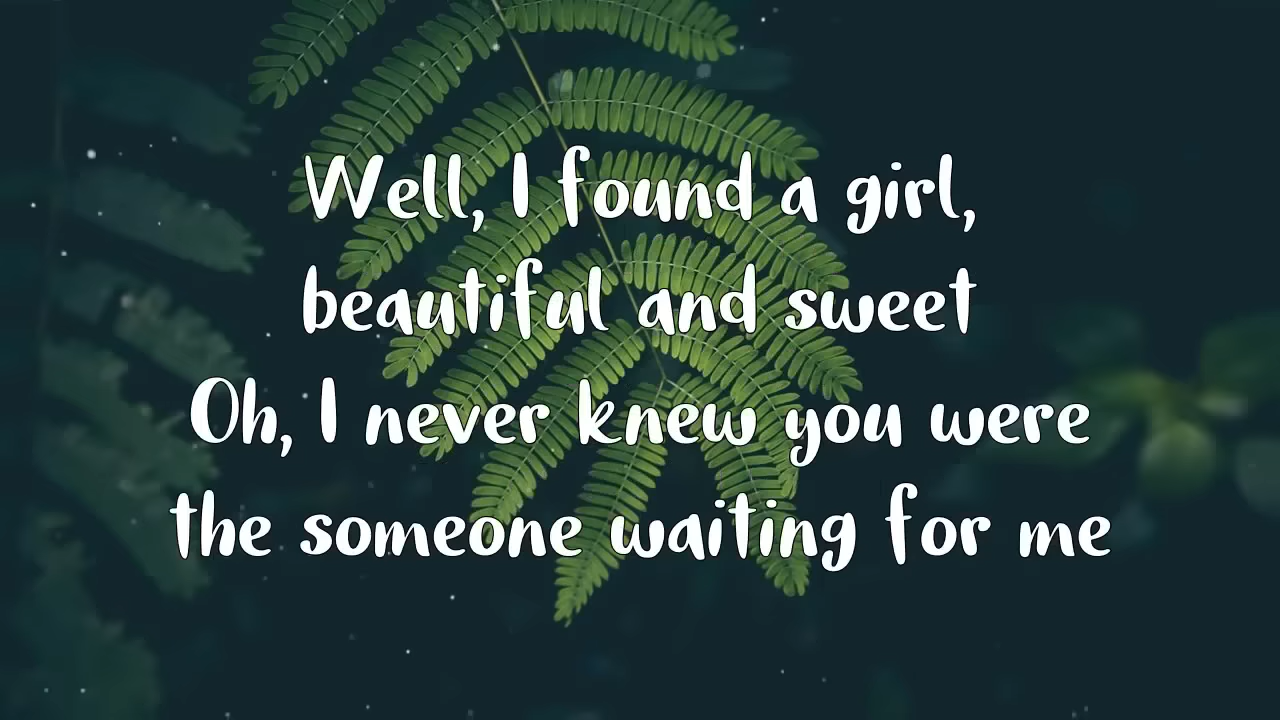 Well, I found a girl,
beautiful and sweet
Oh, I never knew you were
the someone waiting for me